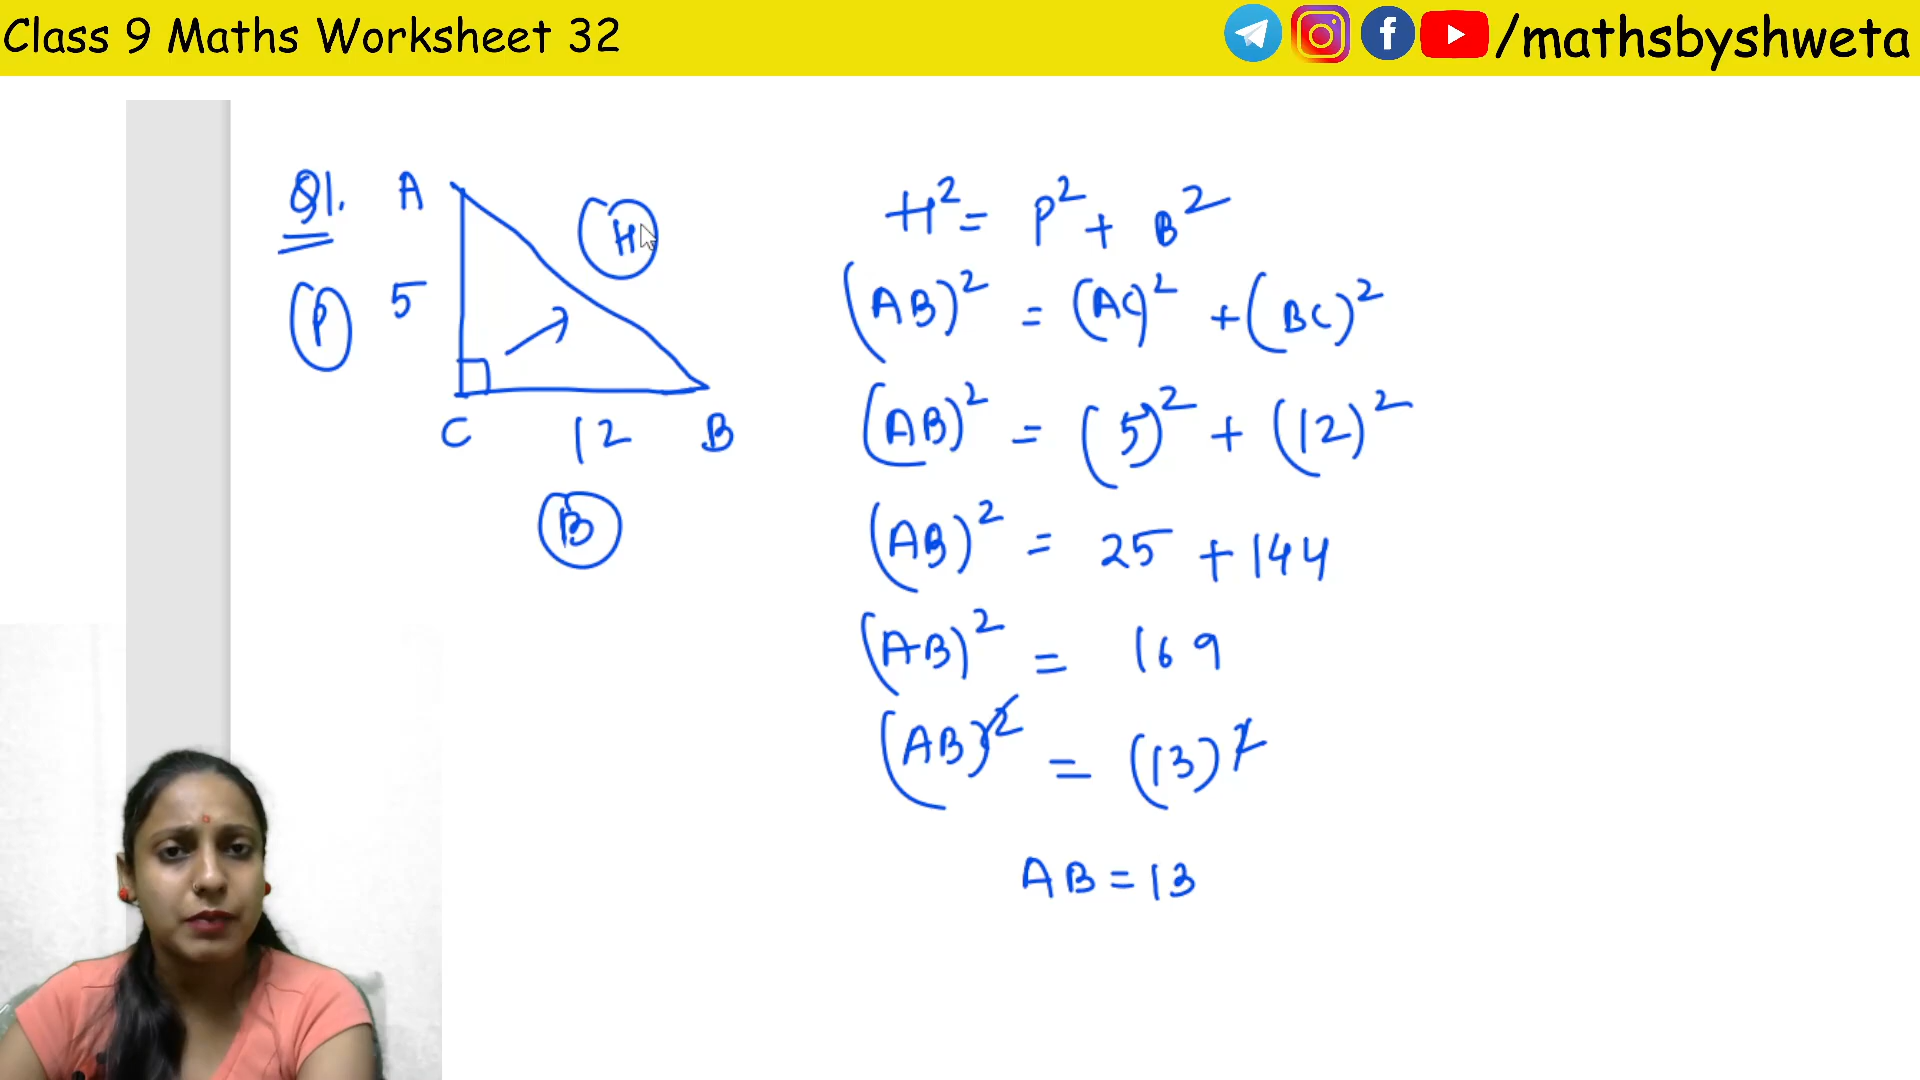 Class 9 Maths Worksheet 32
/mathsbyshweta
Q1. A
H
P 5
C 12 B
B
H² = P² + B²
(AB)² = (AC)² + (BC)²
(AB)² = (5)² + (12)²
(AB)² = 25 + 144
(AB)² = 169
(AB)² = (13)²
AB = 13